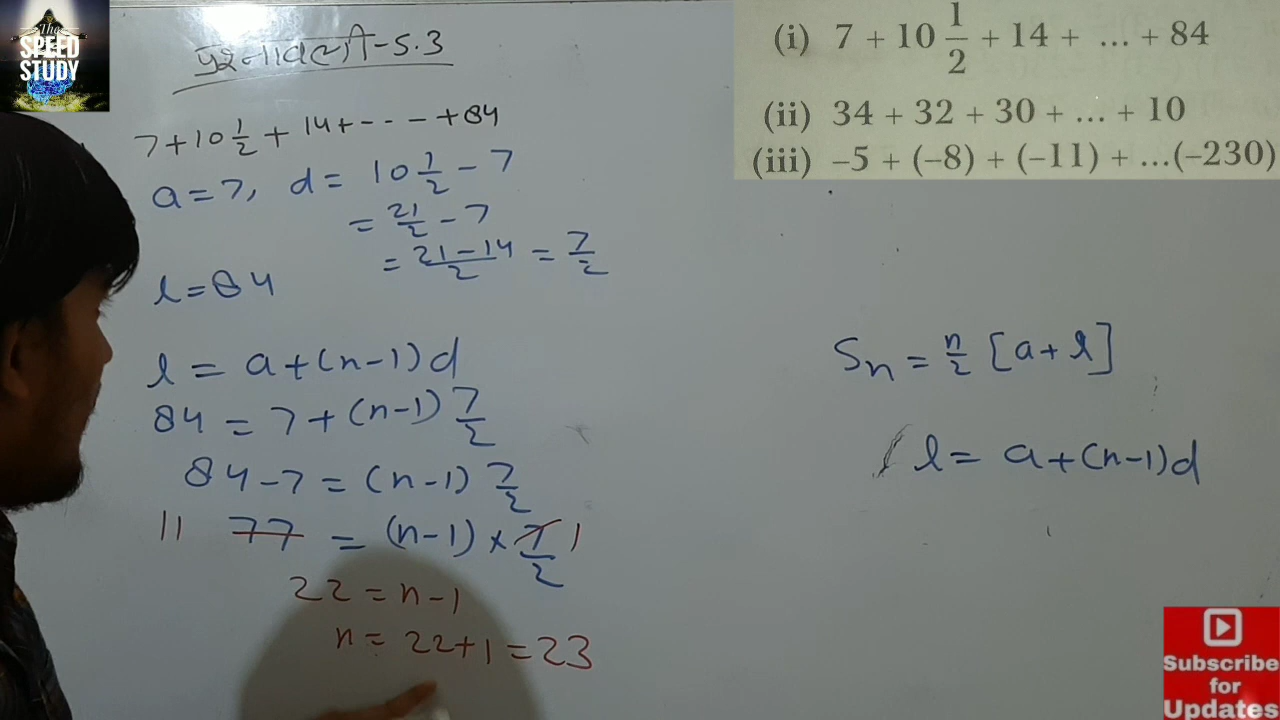 The
SPEED
STUDY
प्रश्नावली-5.3
7+10 1/2 + 14+---+84
a=7, d= 10 1/2 - 7
= 21/2 - 7
= 21-14/2 = 7/2
l=84
l = a+(n-1)d
84 = 7+(n-1) 7/2
84-7 = (n-1) 7/2
11 77 = (n-1) × 7/2 1
22 = n-1
n = 22+1 = 23
(i) 7 + 10 1/2 + 14 + ... + 84
(ii) 34 + 32 + 30 + ... + 10
(iii) –5 + (–8) + (–11) + ...(–230)
Sn = n/2 [a+l]
l = a+(n-1)d
Subscribe
for
Updates